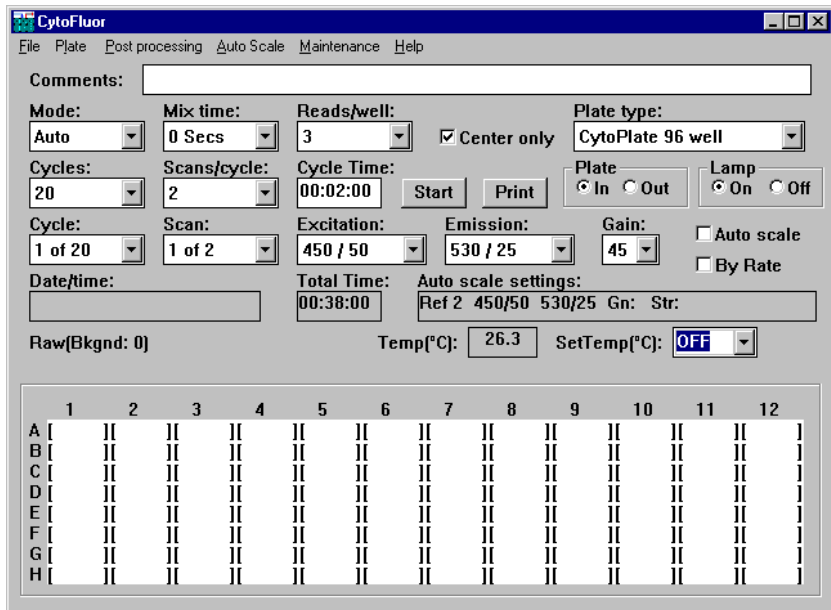 CytoFluor
File Plate Post processing Auto Scale Maintenance Help
Comments:
Mode: Mix time: Reads/well: Plate type:
Auto 0 Secs 3 Center only CytoPlate 96 well
Cycles: Scans/cycle: Cycle Time: Plate Lamp
20 2 00:02:00 Start Print In Out On Off
Cycle: Scan: Excitation: Emission: Gain:
1 of 20 1 of 2 450 / 50 530 / 25 45 Auto scale
By Rate
Date/time: Total Time: Auto scale settings:
00:38:00 Ref 2 450/50 530/25 Gn: Str:
Raw(Bkgnd: 0) Temp(°C): 26.3 SetTemp(°C): OFF
1 2 3 4 5 6 7 8 9 10 11 12
A [ ][ ][ ][ ][ ][ ][ ][ ][ ][ ][ ][ ]
B [ ][ ][ ][ ][ ][ ][ ][ ][ ][ ][ ][ ]
C [ ][ ][ ][ ][ ][ ][ ][ ][ ][ ][ ][ ]
D [ ][ ][ ][ ][ ][ ][ ][ ][ ][ ][ ][ ]
E [ ][ ][ ][ ][ ][ ][ ][ ][ ][ ][ ][ ]
F [ ][ ][ ][ ][ ][ ][ ][ ][ ][ ][ ][ ]
G [ ][ ][ ][ ][ ][ ][ ][ ][ ][ ][ ][ ]
H [ ][ ][ ][ ][ ][ ][ ][ ][ ][ ][ ][ ]